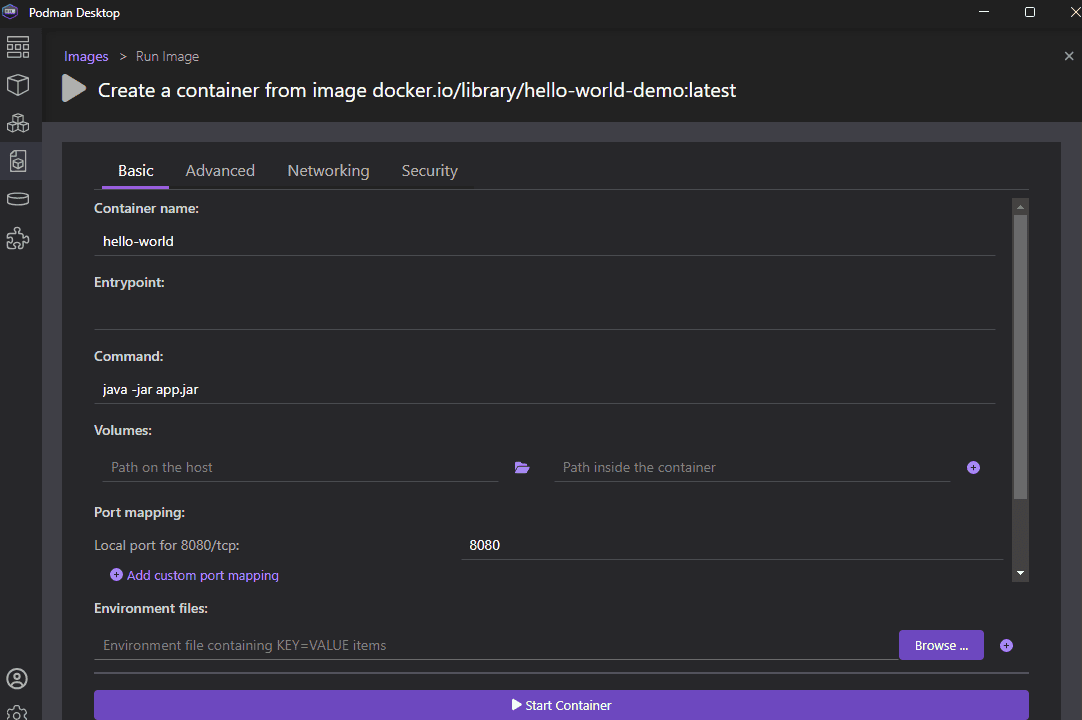 Podman Desktop
Images > Run Image
Create a container from image docker.io/library/hello-world-demo:latest
Basic Advanced Networking Security
Container name:
hello-world
Entrypoint:
Command:
java -jar app.jar
Volumes:
Path on the host Path inside the container
Port mapping:
Local port for 8080/tcp: 8080
Add custom port mapping
Environment files:
Environment file containing KEY=VALUE items Browse ...
Start Container